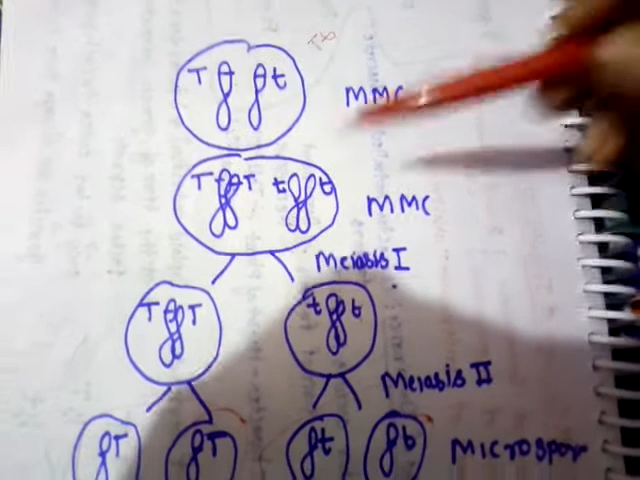 T t
MMC
T T t t
MMC
Meiosis I
T T t t
Meiosis II
T T t t
Microspor